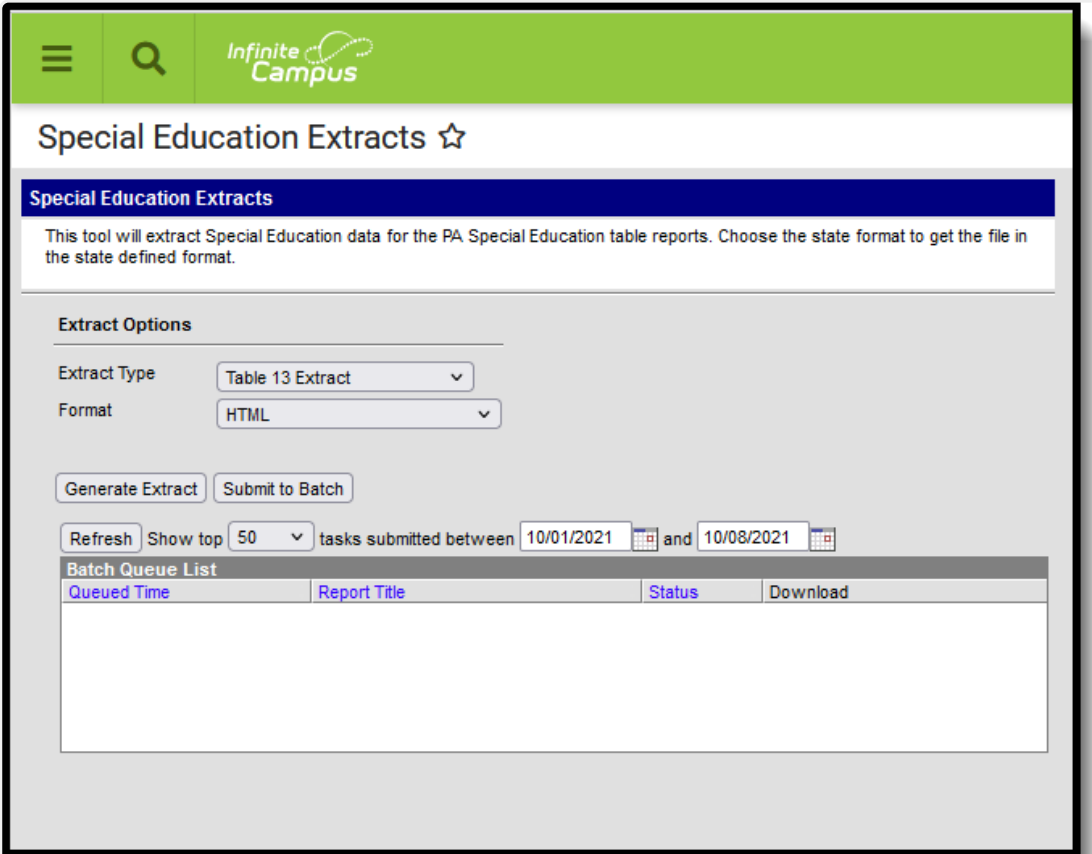 Infinite
Campus
Special Education Extracts
Special Education Extracts
This tool will extract Special Education data for the PA Special Education table reports. Choose the state format to get the file in
the state defined format.
Extract Options
Extract Type Table 13 Extract
Format HTML
Generate Extract Submit to Batch
Refresh Show top 50 tasks submitted between 10/01/2021 and 10/08/2021
Batch Queue List
Queued Time Report Title Status Download